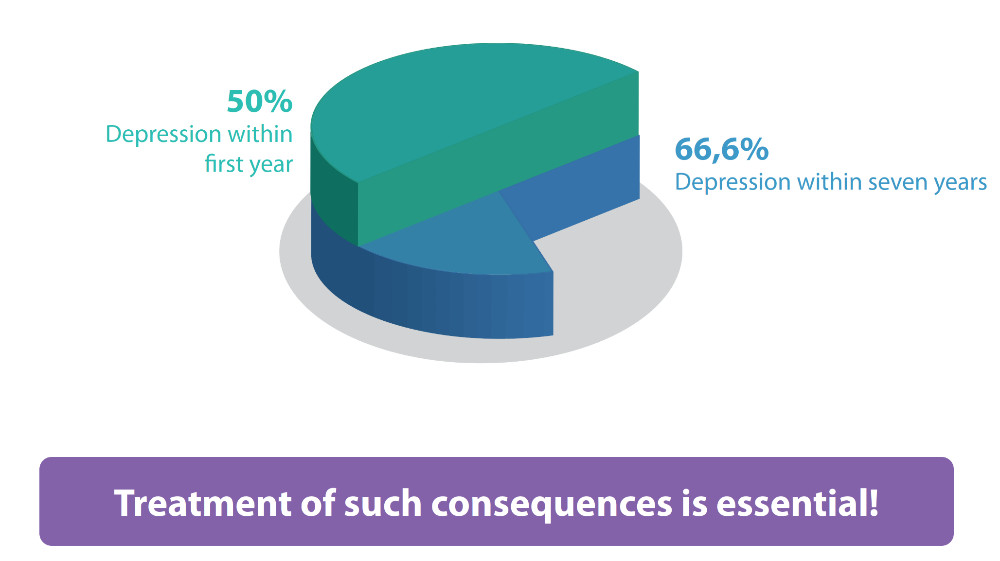 50%
Depression within
first year
66,6%
Depression within seven years
Treatment of such consequences is essential!